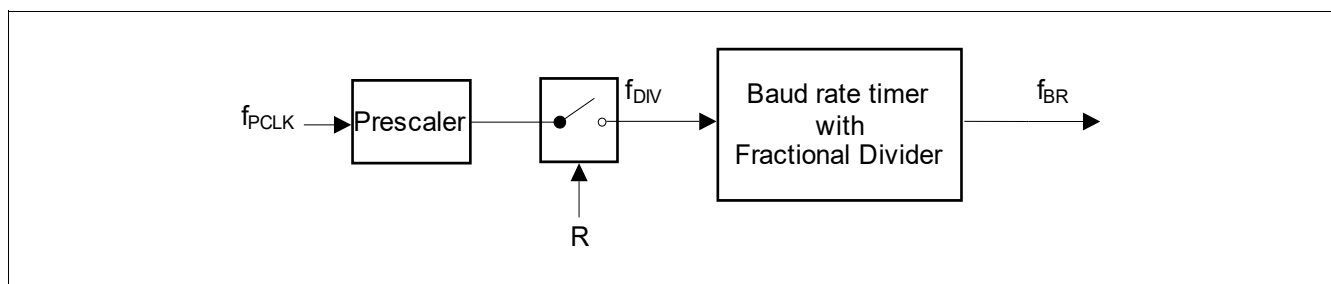 fPCLK
Prescaler
fDIV
Baud rate timer
with
Fractional Divider
fBR
R